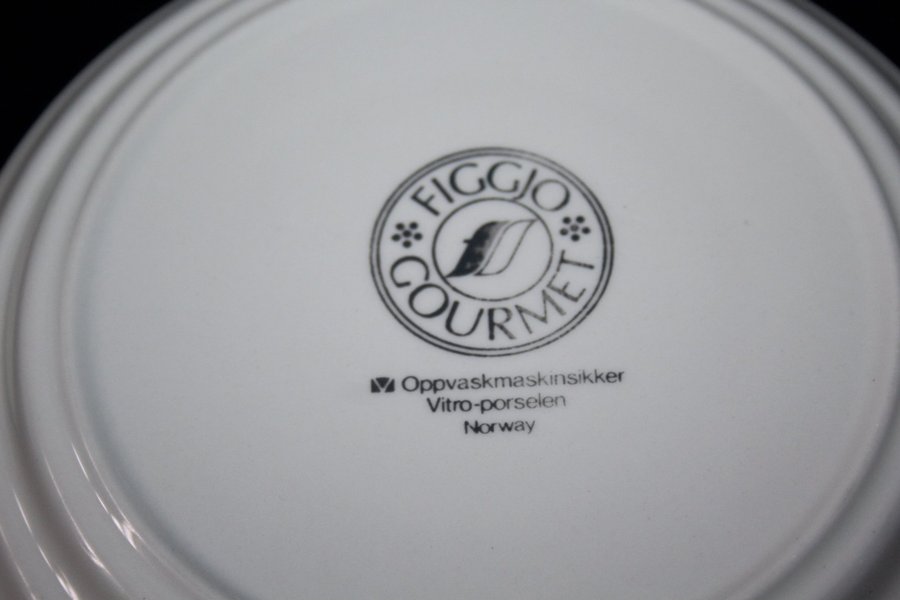 FIGGJO
GOURMET
Oppvaskmaskinsikker
Vitro-porselen
Norway